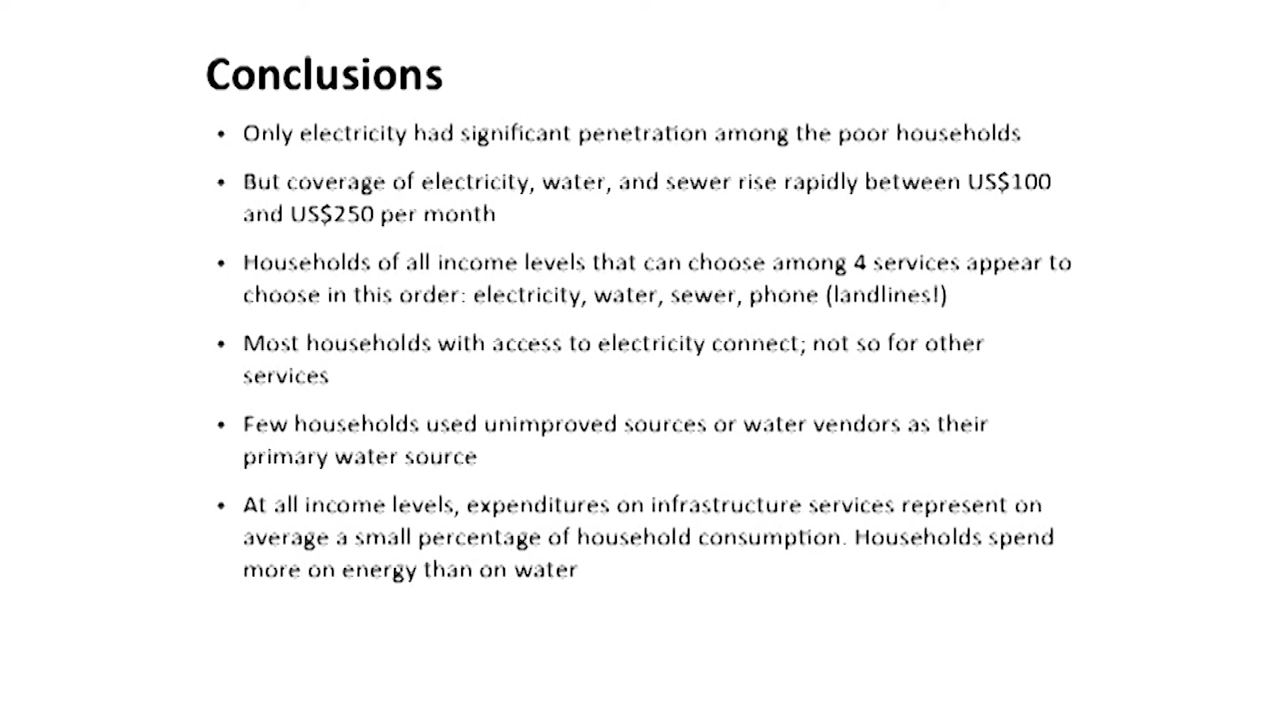 Conclusions
• Only electricity had significant penetration among the poor households
• But coverage of electricity, water, and sewer rise rapidly between US$100
and US$250 per month
• Households of all income levels that can choose among 4 services appear to
choose in this order: electricity, water, sewer, phone (landlines!)
• Most households with access to electricity connect; not so for other
services
• Few households used unimproved sources or water vendors as their
primary water source
• At all income levels, expenditures on infrastructure services represent on
average a small percentage of household consumption. Households spend
more on energy than on water